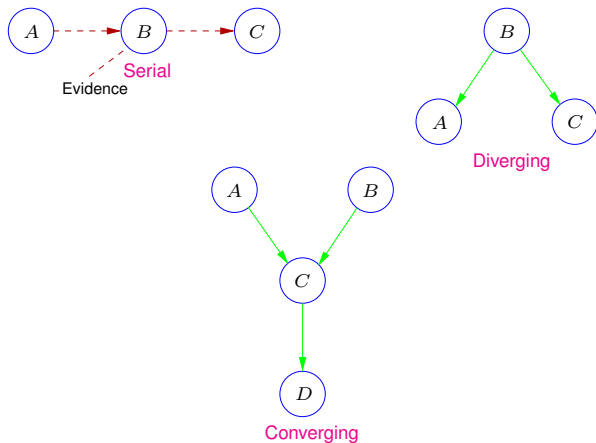 A B C
Serial
Evidence
B
A C
Diverging
A B
C
D
Converging